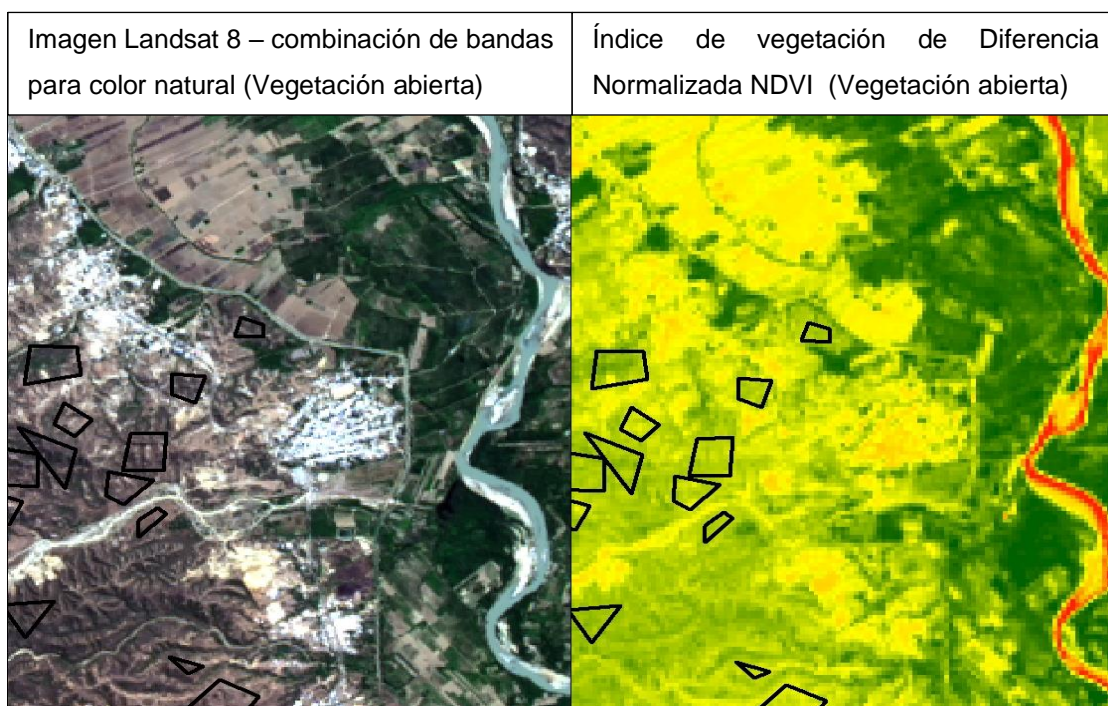 Imagen Landsat 8 – combinación de bandas
para color natural (Vegetación abierta)
Índice de vegetación de Diferencia
Normalizada NDVI (Vegetación abierta)